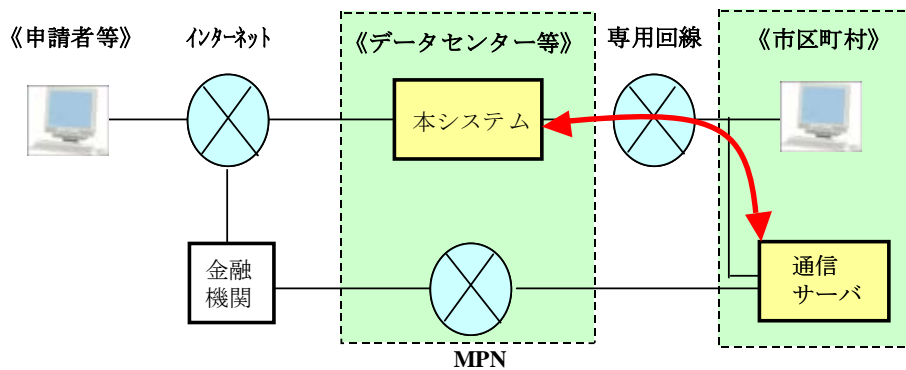 《申請者等》
インターネット
《データセンター等》
専用回線
《市区町村》
本システム
金融
機関
通信
サーバ
MPN